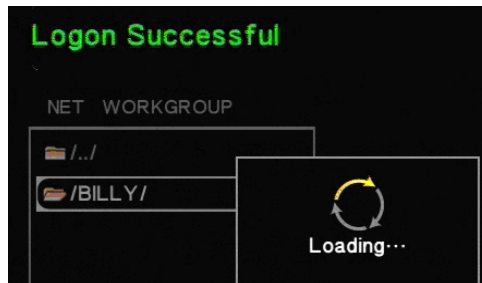 Logon Successful
NET WORKGROUP
/../
/BILLY/
Loading···